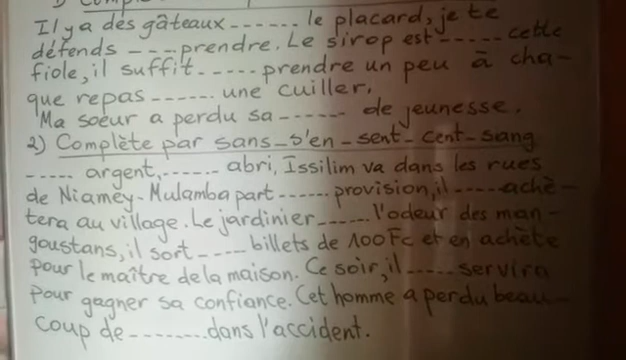 Il y a des gâteaux ------ le placard, je te
défends ---- prendre. Le sirop est ----- cette
fiole, il suffit ----- prendre un peu à cha-
que repas ------ une cuiller.
Ma soeur a perdu sa ------ de jeunesse.
2) Complète par sans - s'en - sent - cent - sang
----- argent, ------ abri, Issilim va dans les rues
de Niamey. Mulamba part ------ provision, il ----- achè-
tera au village. Le jardinier ------ l'odeur des man-
goustans, il sort ----- billets de 100 Fc et en achète
pour le maître de la maison. Ce soir, il ----- servira
pour gagner sa confiance. Cet homme a perdu beau-
coup de -------- dans l'accident.